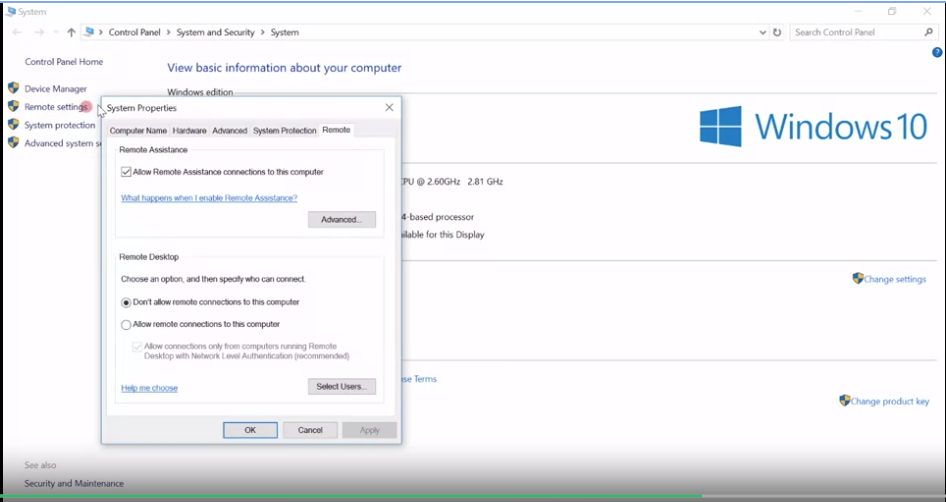 System
Control Panel > System and Security > System
Search Control Panel
Control Panel Home
Device Manager
Remote settings
System protection
Advanced system s
View basic information about your computer
Windows edition
Windows 10
System Properties
Computer Name Hardware Advanced System Protection Remote
Remote Assistance
Allow Remote Assistance connections to this computer
What happens when I enable Remote Assistance?
Advanced...
Remote Desktop
Choose an option, and then specify who can connect.
Don't allow remote connections to this computer
Allow remote connections to this computer
Allow connections only from computers running Remote
Desktop with Network Level Authentication (recommended)
Help me choose
Select Users...
OK Cancel Apply
PU @ 2.60GHz 2.81 GHz
4-based processor
ilable for this Display
Change settings
se Terms
Change product key
See also
Security and Maintenance